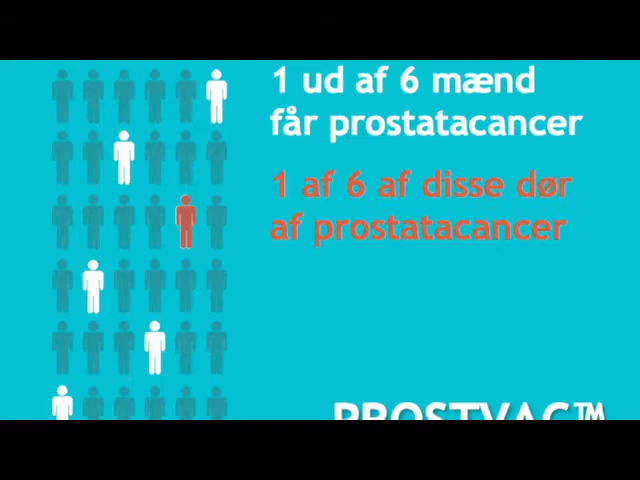 1 ud af 6 mænd
får prostatacancer
1 af 6 af disse dør
af prostatacancer
PROSTVAC™